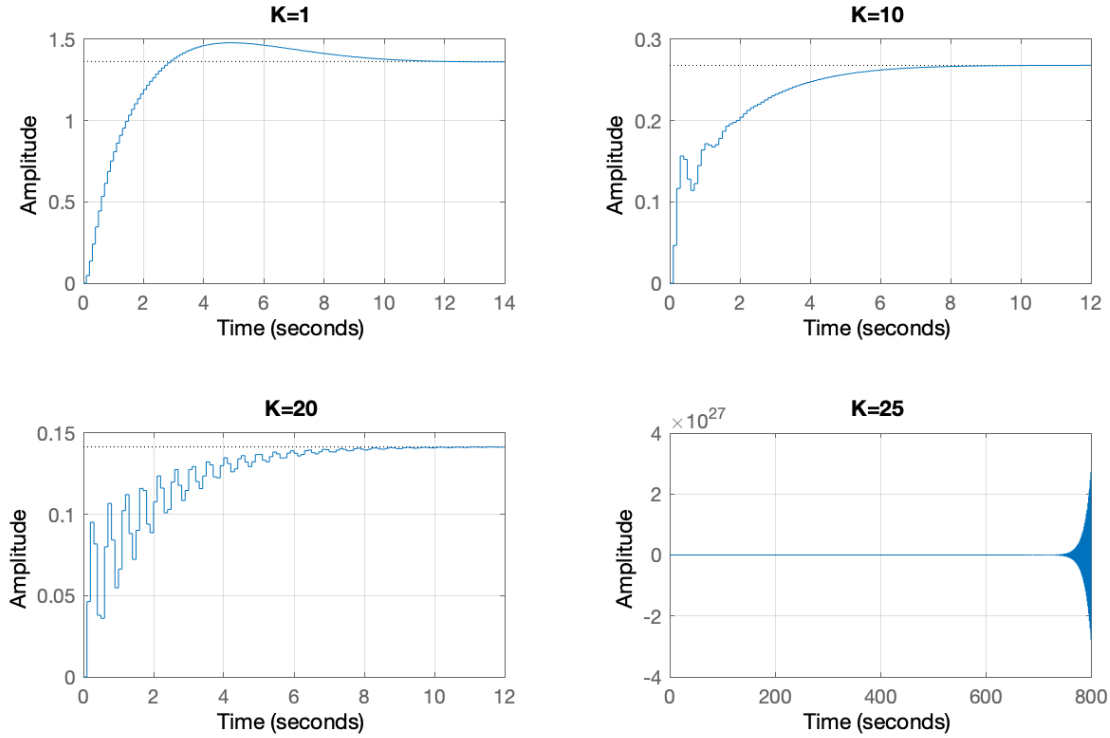 K=1
1.5
1
0.5
0
0 2 4 6 8 10 12 14
Amplitude
Time (seconds)
K=10
0.3
0.2
0.1
0
0 2 4 6 8 10 12
Amplitude
Time (seconds)
K=20
0.15
0.1
0.05
0
0 2 4 6 8 10 12
Amplitude
Time (seconds)
K=25
×10²⁷
4
2
0
-2
-4
0 200 400 600 800
Amplitude
Time (seconds)